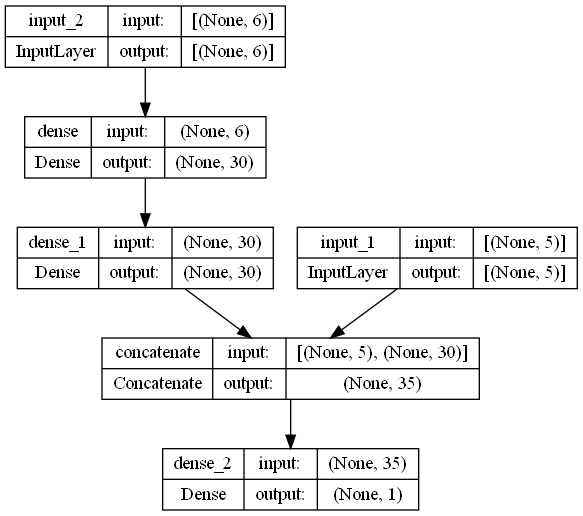 input_2 input: [(None, 6)]
InputLayer output: [(None, 6)]
dense input: (None, 6)
Dense output: (None, 30)
dense_1 input: (None, 30)
Dense output: (None, 30)
input_1 input: [(None, 5)]
InputLayer output: [(None, 5)]
concatenate input: [(None, 5), (None, 30)]
Concatenate output: (None, 35)
dense_2 input: (None, 35)
Dense output: (None, 1)